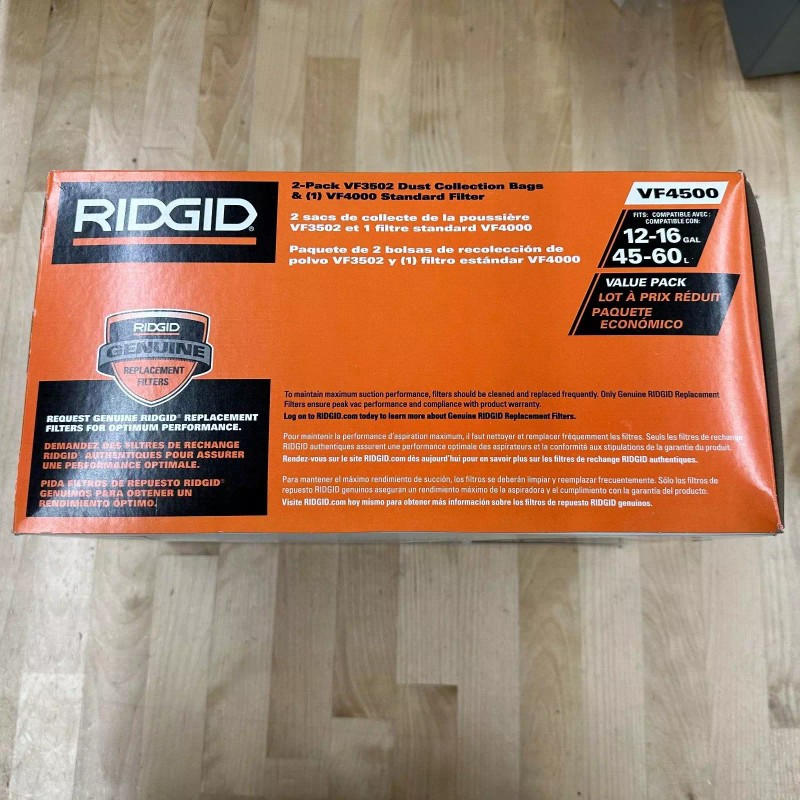 RIDGID®
2-Pack VF3502 Dust Collection Bags
& (1) VF4000 Standard Filter
2 sacs de collecte de la poussière
VF3502 et 1 filtre standard VF4000
Paquete de 2 bolsas de recolección de
polvo VF3502 y (1) filtro estándar VF4000
VF4500
FITS: COMPATIBLE AVEC:
COMPATIBLE CON:
12-16 GAL
45-60 L
VALUE PACK
LOT À PRIX RÉDUIT
PAQUETE
ECONÓMICO
RIDGID
GENUINE
REPLACEMENT
FILTERS
REQUEST GENUINE RIDGID® REPLACEMENT
FILTERS FOR OPTIMUM PERFORMANCE.
DEMANDEZ DES FILTRES DE RECHANGE
RIDGID® AUTHENTIQUES POUR ASSURER
UNE PERFORMANCE OPTIMALE.
PIDA FILTROS DE REPUESTO RIDGID®
GENUINOS PARA OBTENER UN
RENDIMIENTO ÓPTIMO.
To maintain maximum suction performance, filters should be cleaned and replaced frequently. Only Genuine RIDGID Replacement
Filters ensure peak vac performance and compliance with product warranty.
Log on to RIDGID.com today to learn more about Genuine RIDGID Replacement Filters.
Pour maintenir la performance d'aspiration maximum, il faut nettoyer et remplacer fréquemment les filtres. Seuls les filtres de rechange
RIDGID authentiques assurent une performance optimale des aspirateurs et la conformité aux stipulations de la garantie du produit.
Rendez-vous sur le site RIDGID.com dès aujourd'hui pour en savoir plus sur les filtres de rechange RIDGID authentiques.
Para mantener el máximo rendimiento de succión, los filtros se deberán limpiar y reemplazar frecuentemente. Sólo los filtros de
repuesto RIDGID genuinos aseguran un rendimiento máximo de la aspiradora y el cumplimiento con la garantía del producto.
Visite RIDGID.com hoy mismo para obtener más información sobre los filtros de repuesto RIDGID genuinos.